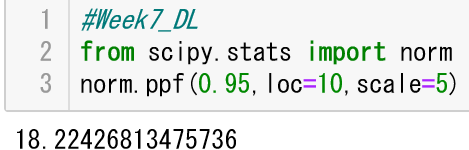 1 #Week7_DL
2 from scipy.stats import norm
3 norm.ppf(0.95,loc=10,scale=5)
18.22426813475736